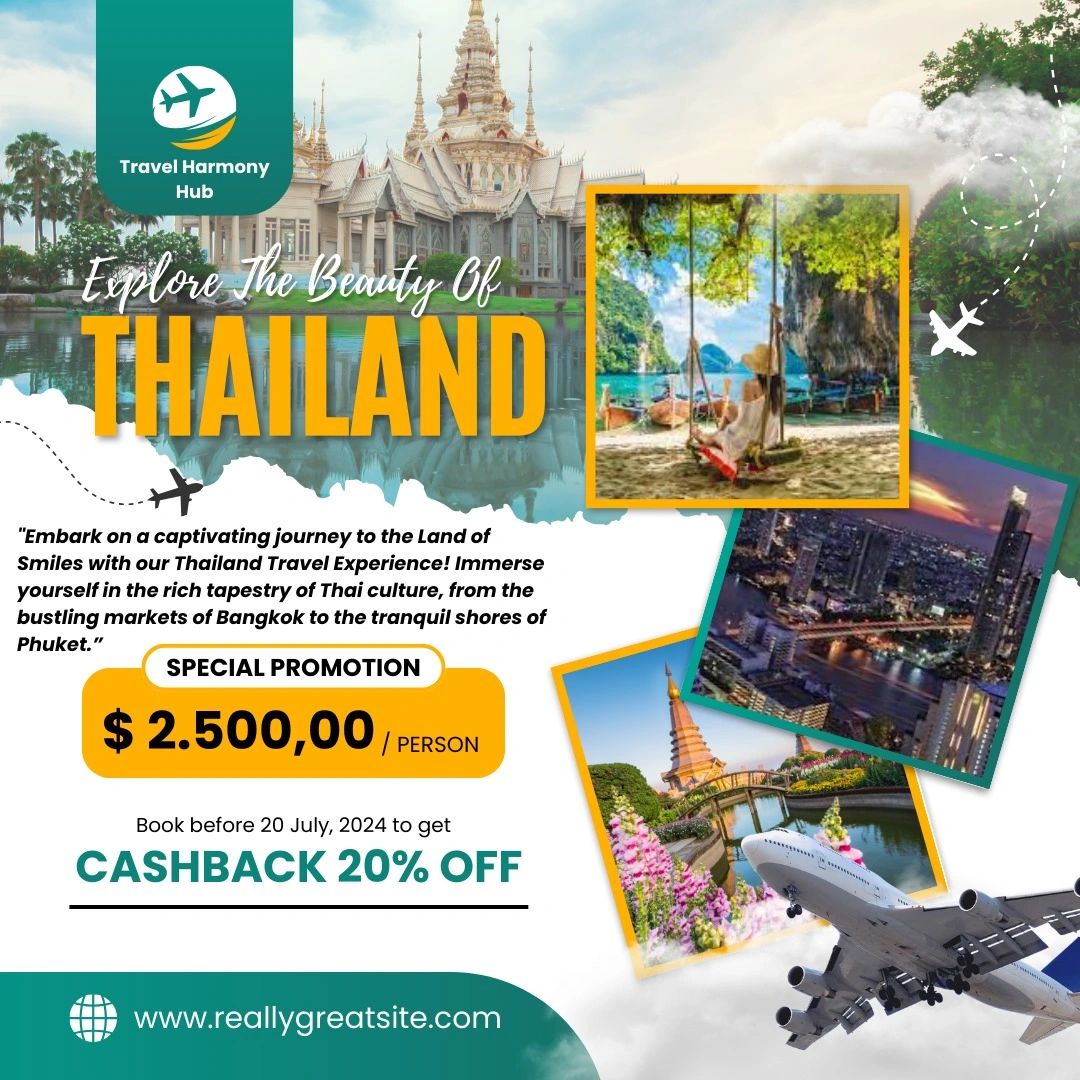 Travel Harmony
Hub
Explore The Beauty Of
THAILAND
"Embark on a captivating journey to the Land of
Smiles with our Thailand Travel Experience! Immerse
yourself in the rich tapestry of Thai culture, from the
bustling markets of Bangkok to the tranquil shores of
Phuket.”
SPECIAL PROMOTION
$ 2.500,00 / PERSON
Book before 20 July, 2024 to get
CASHBACK 20% OFF
www.reallygreatsite.com